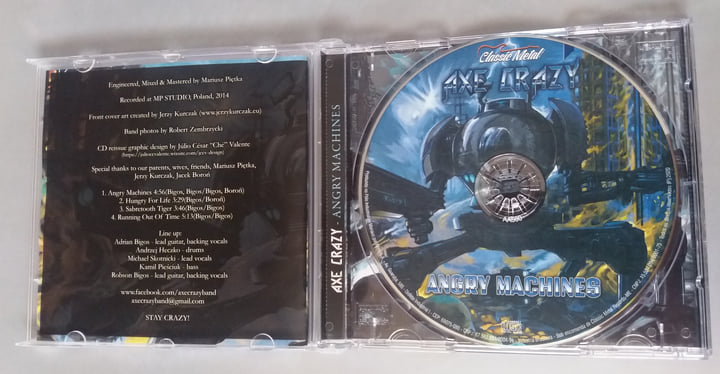 Engineered, Mixed & Mastered by Mariusz Piętka
Recorded at MP STUDIO, Poland, 2014
Front cover art created by Jerzy Kurczak (www.jerzykurczak.eu)
Band photos by Robert Zembrzycki
CD reissue graphic design by Júlio César "Che" Valente
Special thanks to our parents, wives, friends, Mariusz Piętka,
Jerzy Kurczak, Jacek Boroń
1. Angry Machines 4:56(Bigos, Bigos/Bigos, Boroń)
2. Hungry For Life 3:29(Bigos/Bigos, Boroń)
3. Sabretooth Tiger 3:46(Bigos/Bigos)
4. Running Out Of Time 5:13(Bigos/Bigos)
Line up:
Adrian Bigos - lead guitar, backing vocals
Andrzej Heczko - drums
Michael Skotnicki - lead vocals
Kamil Pieściuk - bass
Robson Bigos - lead guitar, backing vocals
www.facebook.com/axecrazyband
axecrazyband@gmail.com
STAY CRAZY!
AXE CRAZY - ANGRY MACHINES
Classic Metal
AXE CRAZY
ANGRY MACHINES